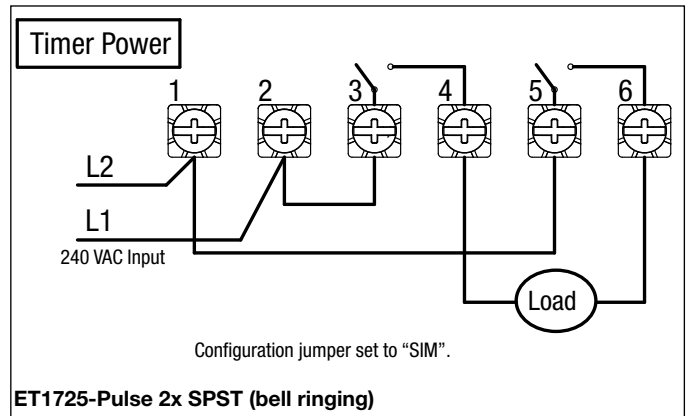 Timer Power
1 2 3 4 5 6
L2
L1
240 VAC Input
Load
Configuration jumper set to “SIM”.
ET1725-Pulse 2x SPST (bell ringing)